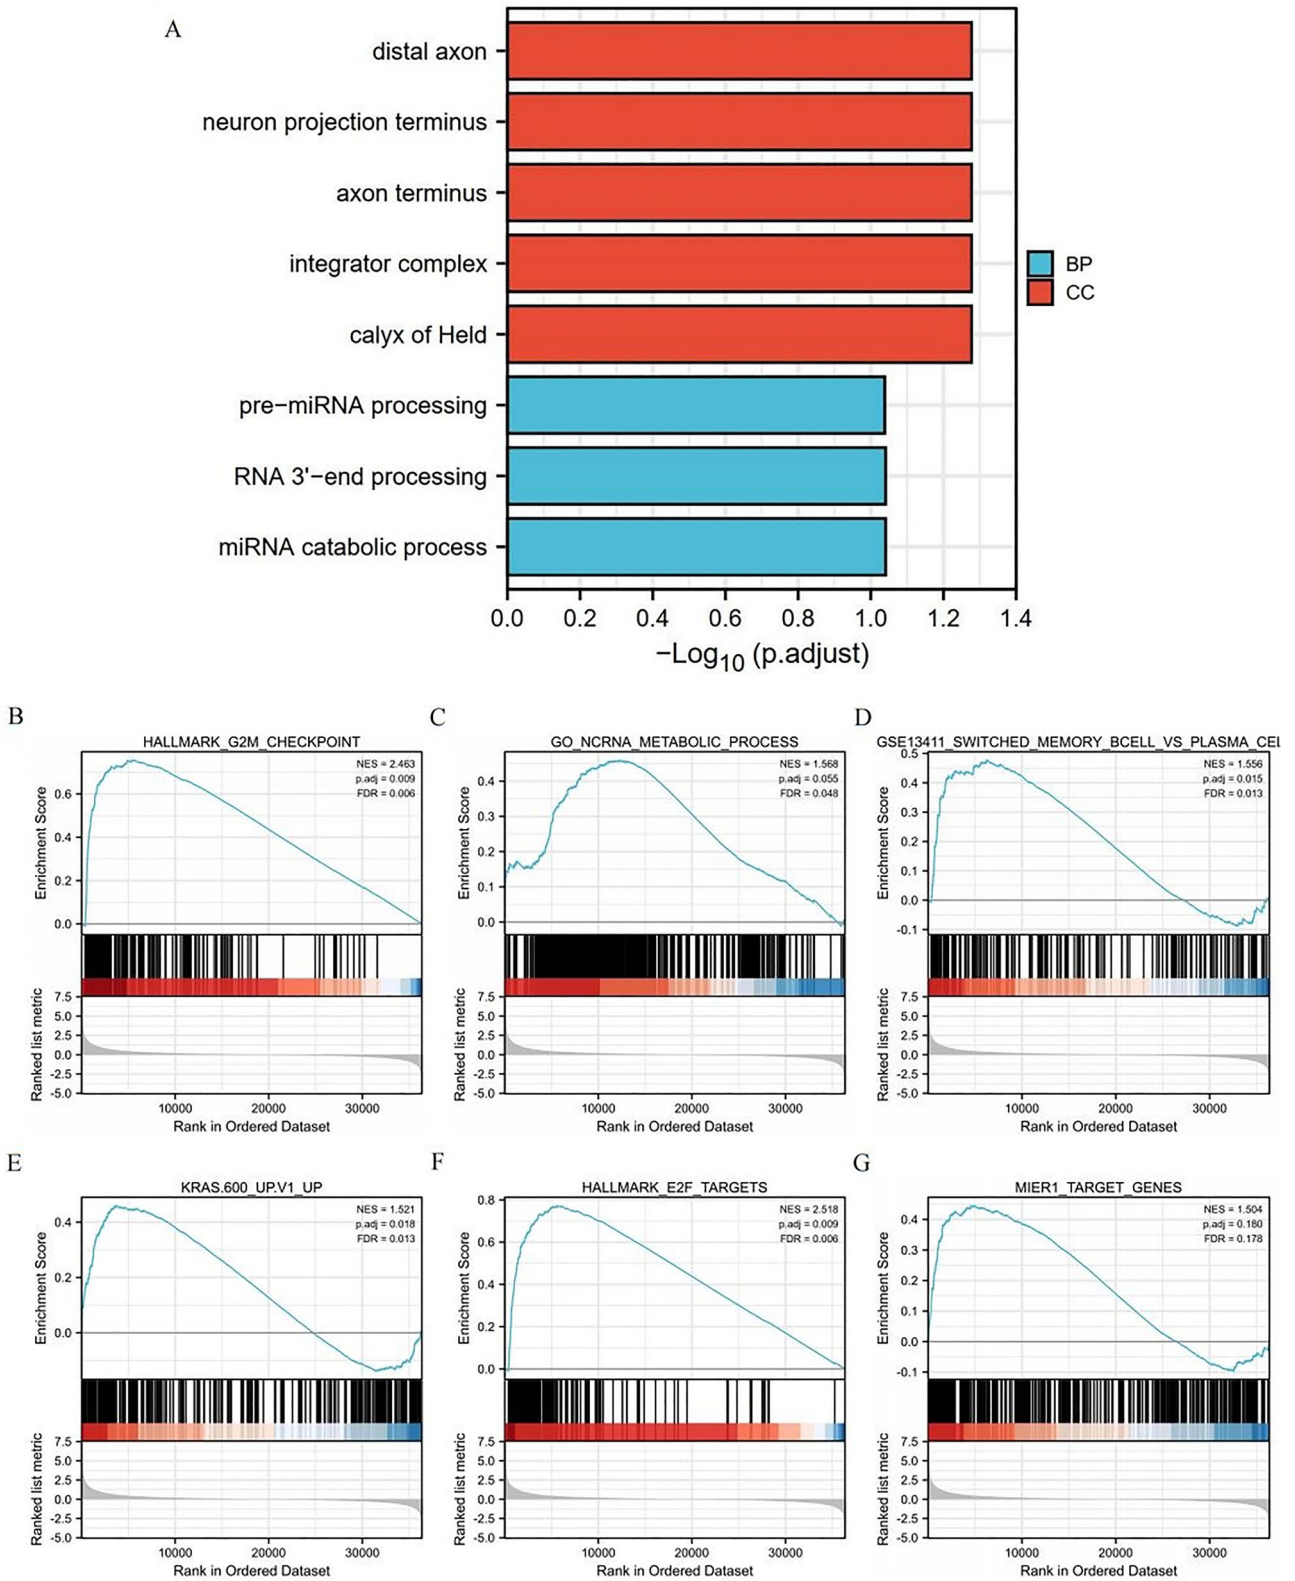 A
distal axon
neuron projection terminus
axon terminus
integrator complex
calyx of Held
pre−miRNA processing
RNA 3'−end processing
miRNA catabolic process
BP
CC
0.0 0.2 0.4 0.6 0.8 1.0 1.2 1.4
−Log10 (p.adjust)
B
HALLMARK_G2M_CHECKPOINT
NES = 2.463
p.adj = 0.009
FDR = 0.006
Enrichment Score
0.6
0.4
0.2
0.0
Ranked list metric
7.5
5.0
2.5
0.0
-2.5
-5.0
10000 20000 30000
Rank in Ordered Dataset
C
GO_NCRNA_METABOLIC_PROCESS
NES = 1.568
p.adj = 0.055
FDR = 0.048
Enrichment Score
0.4
0.3
0.2
0.1
0.0
Ranked list metric
7.5
5.0
2.5
0.0
-2.5
-5.0
10000 20000 30000
Rank in Ordered Dataset
D
GSE13411_SWITCHED_MEMORY_BCELL_VS_PLASMA_CEL
NES = 1.556
p.adj = 0.015
FDR = 0.013
Enrichment Score
0.5
0.4
0.3
0.2
0.1
0.0
-0.1
Ranked list metric
7.5
5.0
2.5
0.0
-2.5
-5.0
10000 20000 30000
Rank in Ordered Dataset
E
KRAS.600_UP.V1_UP
NES = 1.521
p.adj = 0.018
FDR = 0.013
Enrichment Score
0.4
0.2
0.0
Ranked list metric
7.5
5.0
2.5
0.0
-2.5
-5.0
10000 20000 30000
Rank in Ordered Dataset
F
HALLMARK_E2F_TARGETS
NES = 2.518
p.adj = 0.009
FDR = 0.006
Enrichment Score
0.8
0.6
0.4
0.2
0.0
Ranked list metric
7.5
5.0
2.5
0.0
-2.5
-5.0
10000 20000 30000
Rank in Ordered Dataset
G
MIER1_TARGET_GENES
NES = 1.504
p.adj = 0.180
FDR = 0.178
Enrichment Score
0.4
0.3
0.2
0.1
0.0
-0.1
Ranked list metric
7.5
5.0
2.5
0.0
-2.5
-5.0
10000 20000 30000
Rank in Ordered Dataset